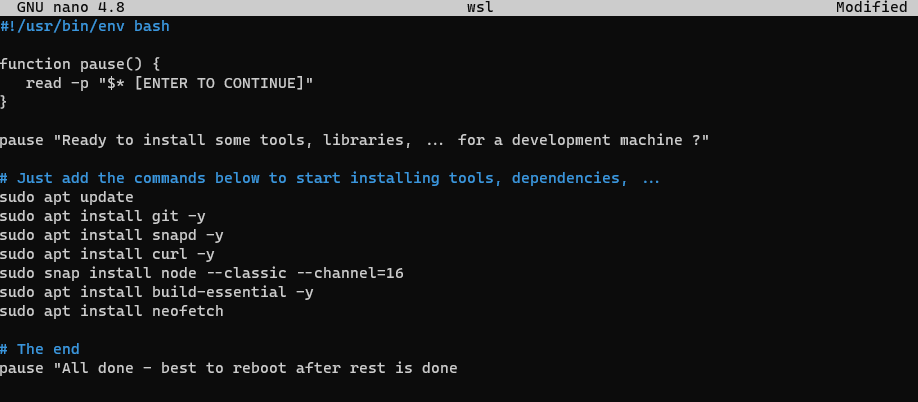 GNU nano 4.8 wsl Modified
#!/usr/bin/env bash
function pause() {
read -p "$* [ENTER TO CONTINUE]"
}
pause "Ready to install some tools, libraries, ... for a development machine ?"
# Just add the commands below to start installing tools, dependencies, ...
sudo apt update
sudo apt install git -y
sudo apt install snapd -y
sudo apt install curl -y
sudo snap install node --classic --channel=16
sudo apt install build-essential -y
sudo apt install neofetch
# The end
pause "All done - best to reboot after rest is done